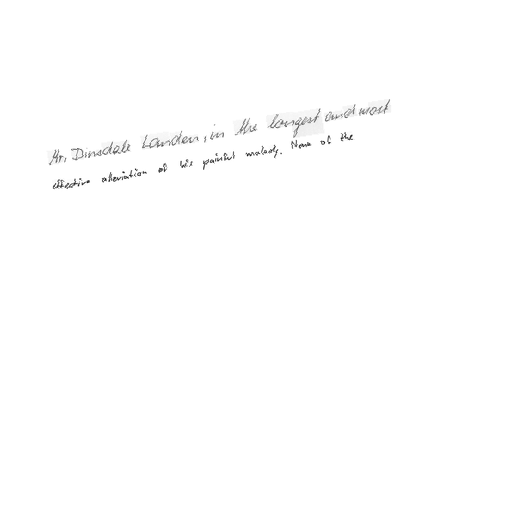 Mr. Dinsdale Landen, in the longest and most
effective alleviation of his painful malady. None of the